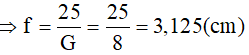 ⇒ f = 25/G = 25/8 = 3,125(cm)